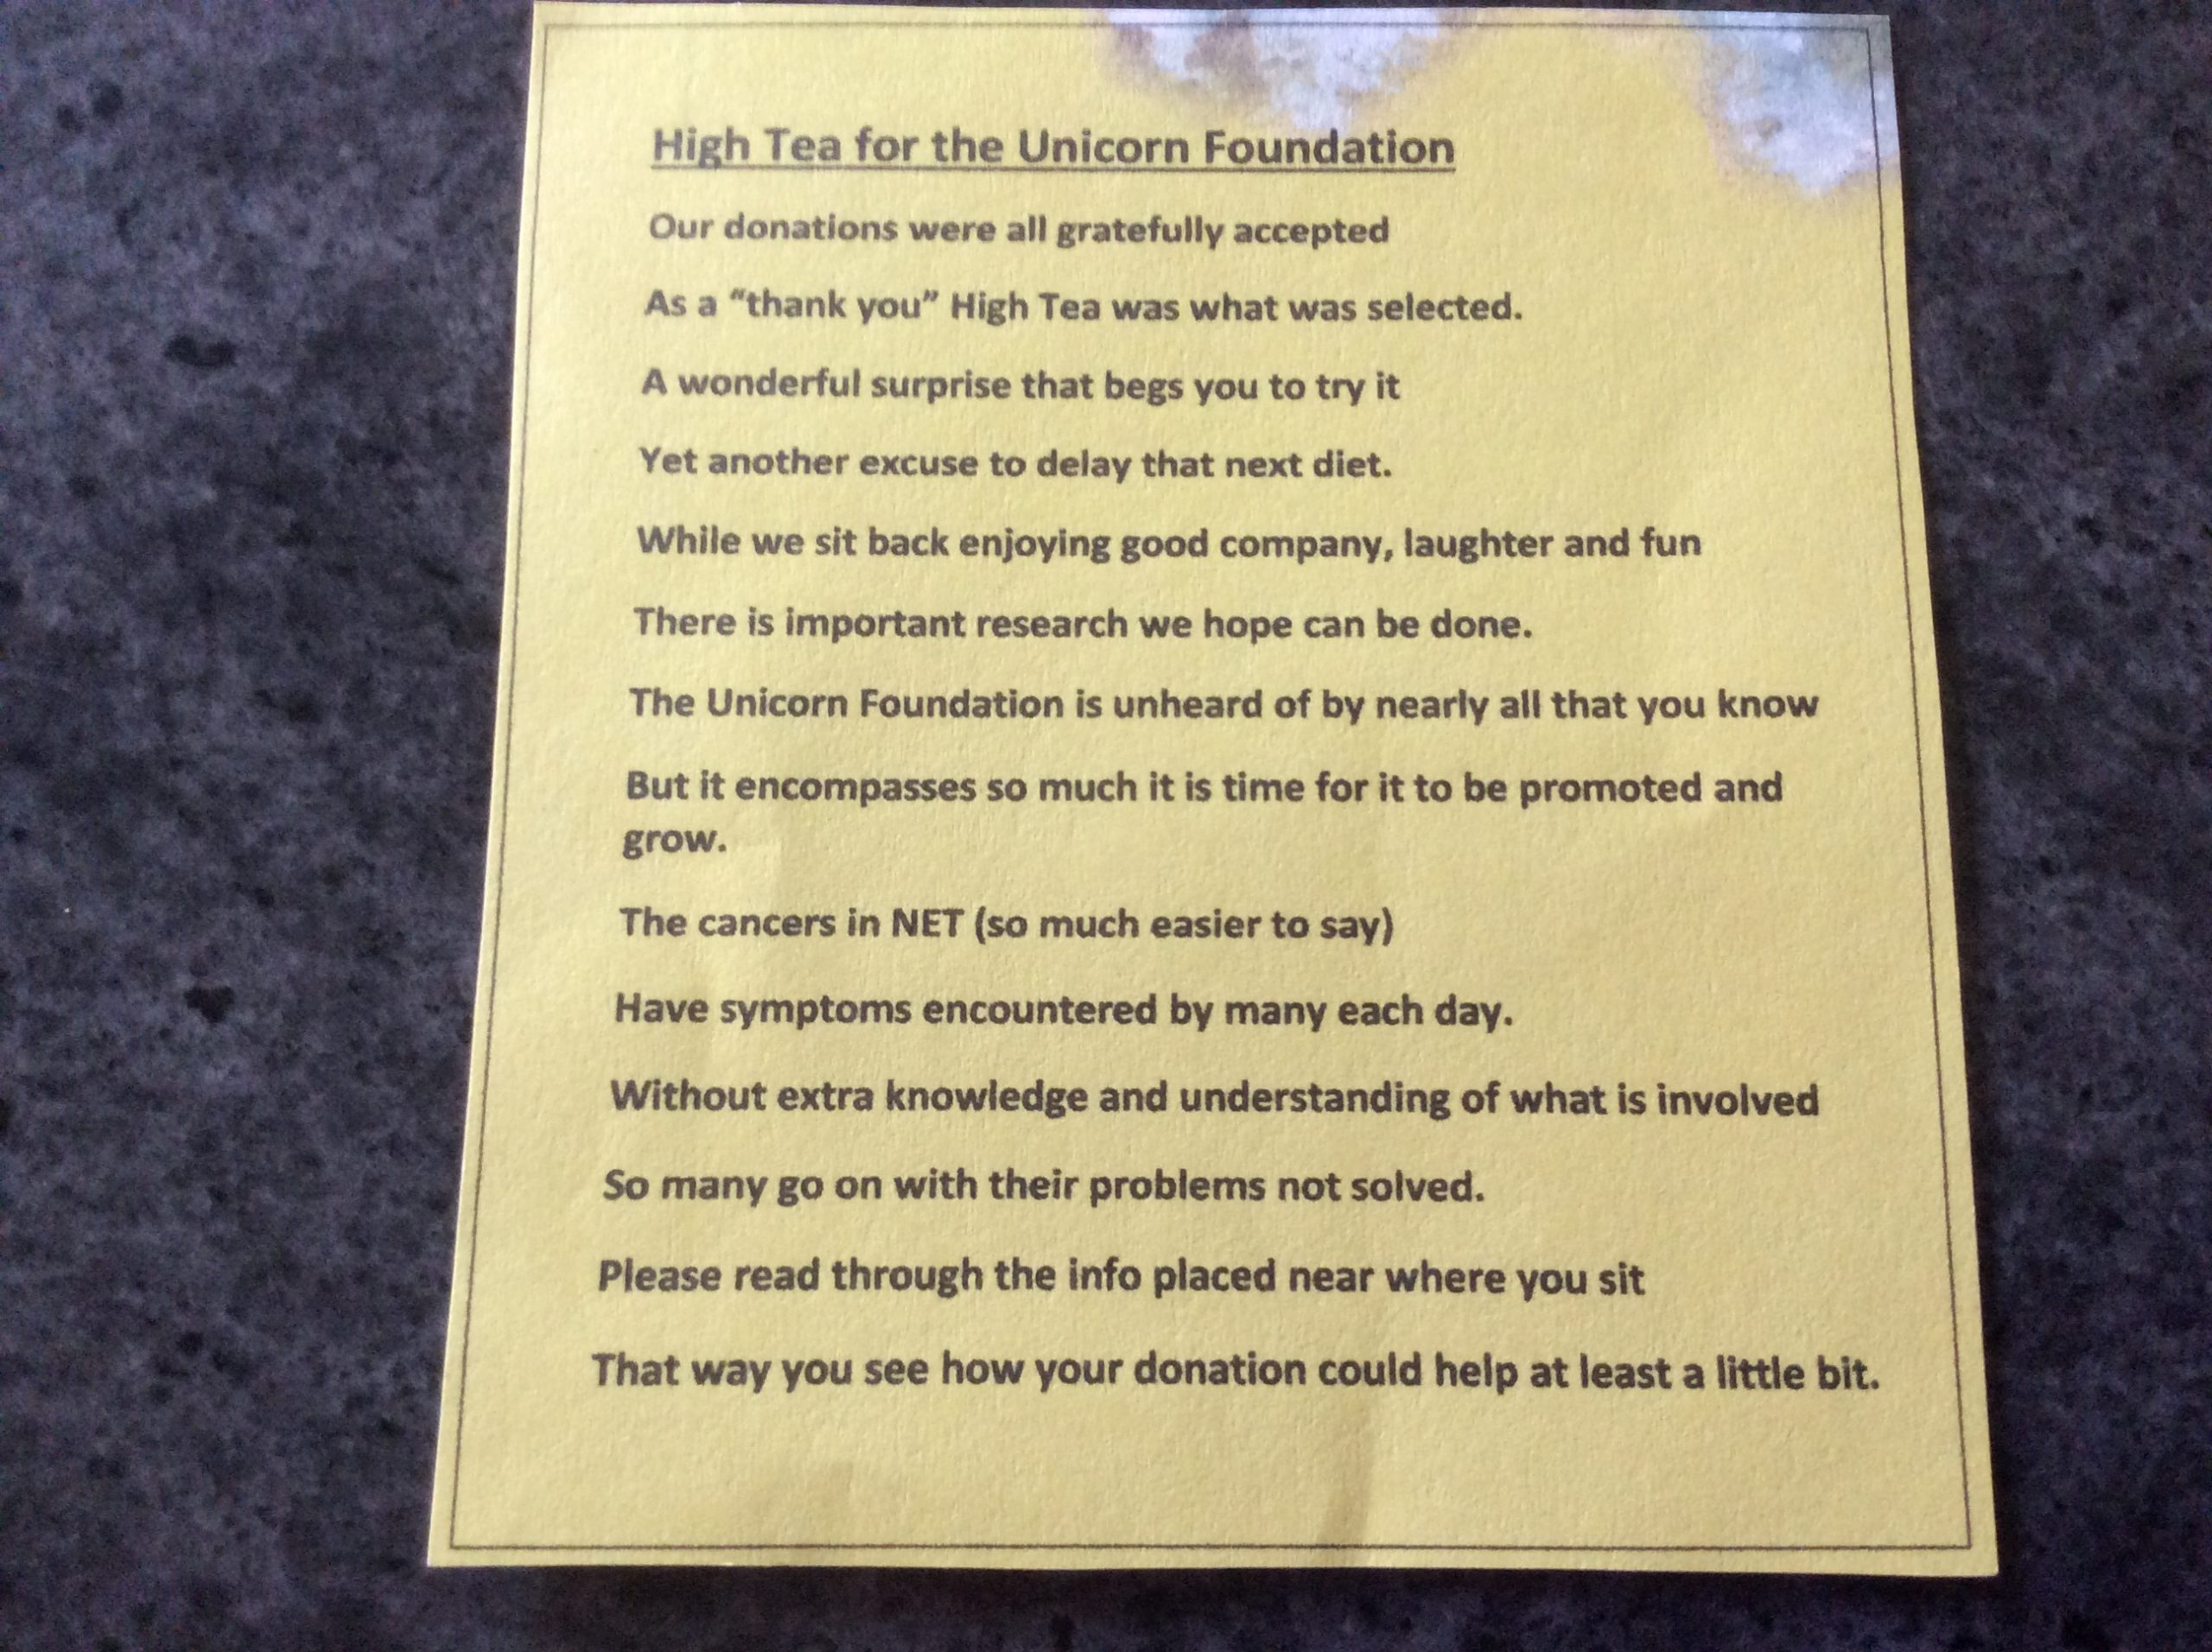 High Tea for the Unicorn Foundation
Our donations were all gratefully accepted
As a “thank you” High Tea was what was selected.
A wonderful surprise that begs you to try it
Yet another excuse to delay that next diet.
While we sit back enjoying good company, laughter and fun
There is important research we hope can be done.
The Unicorn Foundation is unheard of by nearly all that you know
But it encompasses so much it is time for it to be promoted and
grow.
The cancers in NET (so much easier to say)
Have symptoms encountered by many each day.
Without extra knowledge and understanding of what is involved
So many go on with their problems not solved.
Please read through the info placed near where you sit
That way you see how your donation could help at least a little bit.